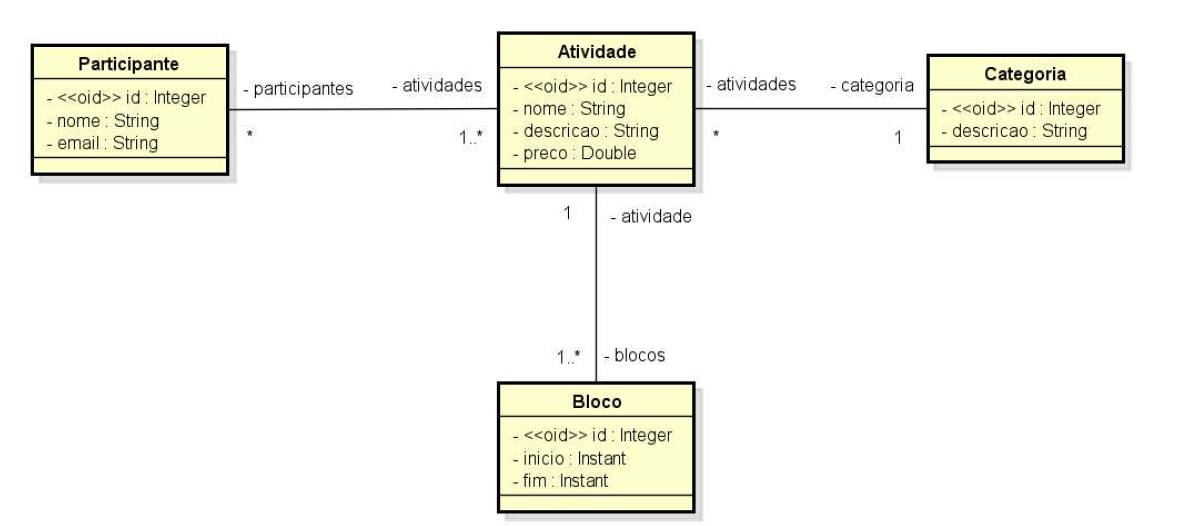 Participante
- <<oid>> id : Integer
- nome : String
- email : String
- participantes
*
- atividades
1..*
Atividade
- <<oid>> id : Integer
- nome : String
- descricao : String
- preco : Double
- atividades
*
- categoria
1
Categoria
- <<oid>> id : Integer
- descricao : String
1
- atividade
1..*
- blocos
Bloco
- <<oid>> id : Integer
- inicio : Instant
- fim : Instant